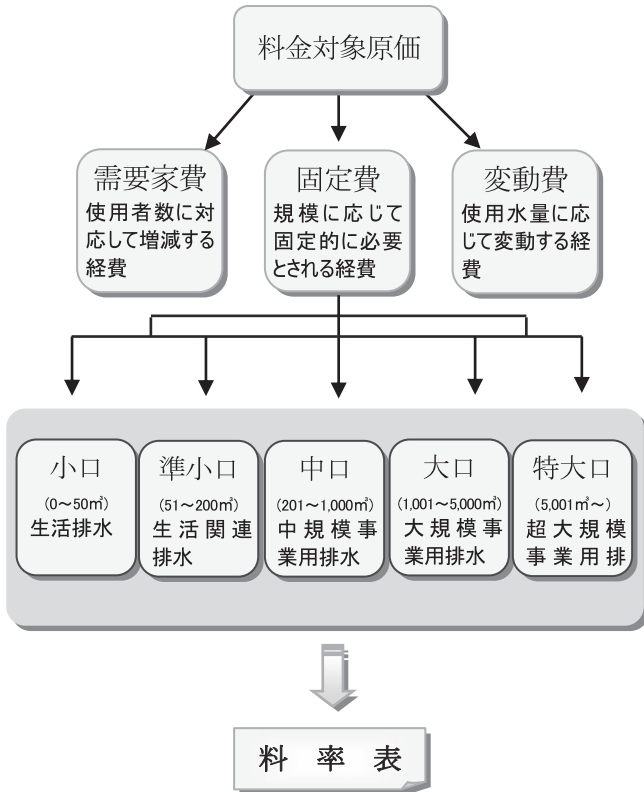 料金対象原価
需要家費
使用者数に対
応して増減する
経費
固定費
規模に応じて
固定的に必要
とされる経費
変動費
使用水量に応
じて変動する経
費
小口
(0～50㎥)
生活排水
準小口
(51～200㎥)
生活関連
排水
中口
(201～1,000㎥)
中規模事
業用排水
大口
(1,001～5,000㎥)
大規模事
業用排水
特大口
(5,001㎥～)
超大規模
事業用排
料率表